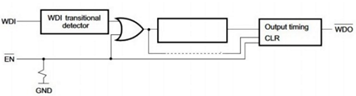 WDI
WDI transitional
detector
Output timing
CLR
WDO
EN
GND